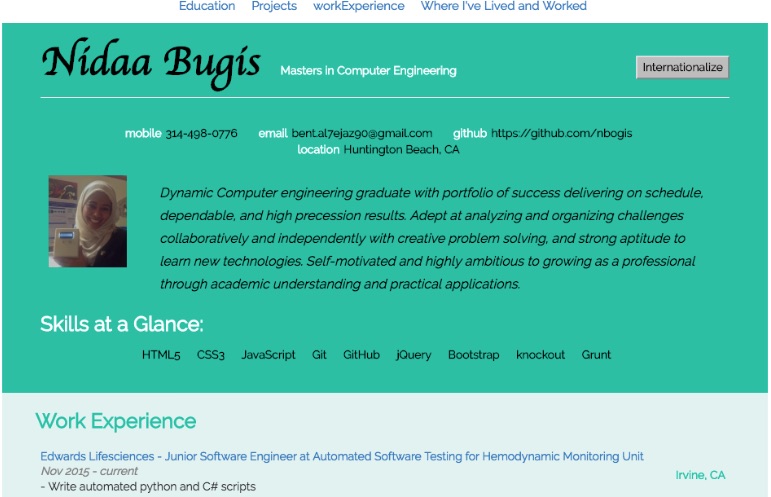 Education Projects workExperience Where I've Lived and Worked
Nidaa Bugis Masters in Computer Engineering Internationalize
mobile 314-498-0776 email bent.al7ejaz90@gmail.com github https://github.com/nbogis
location Huntington Beach, CA
Dynamic Computer engineering graduate with portfolio of success delivering on schedule,
dependable, and high precession results. Adept at analyzing and organizing challenges
collaboratively and independently with creative problem solving, and strong aptitude to
learn new technologies. Self-motivated and highly ambitious to growing as a professional
through academic understanding and practical applications.
Skills at a Glance:
HTML5 CSS3 JavaScript Git GitHub jQuery Bootstrap knockout Grunt
Work Experience
Edwards Lifesciences - Junior Software Engineer at Automated Software Testing for Hemodynamic Monitoring Unit
Nov 2015 - current
Irvine, CA
- Write automated python and C# scripts